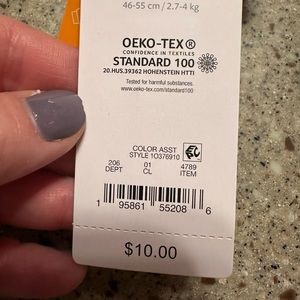 46-55 cm / 2.7-4 kg
OEKO-TEX®
CONFIDENCE IN TEXTILES
STANDARD 100
20.HUS.39362 HOHENSTEIN HTTI
Tested for harmful substances.
www.oeko-tex.com/standard100
COLOR ASST
STYLE 1O376910
206 01 4789
DEPT CL ITEM
1 95861 55208 6
$10.00